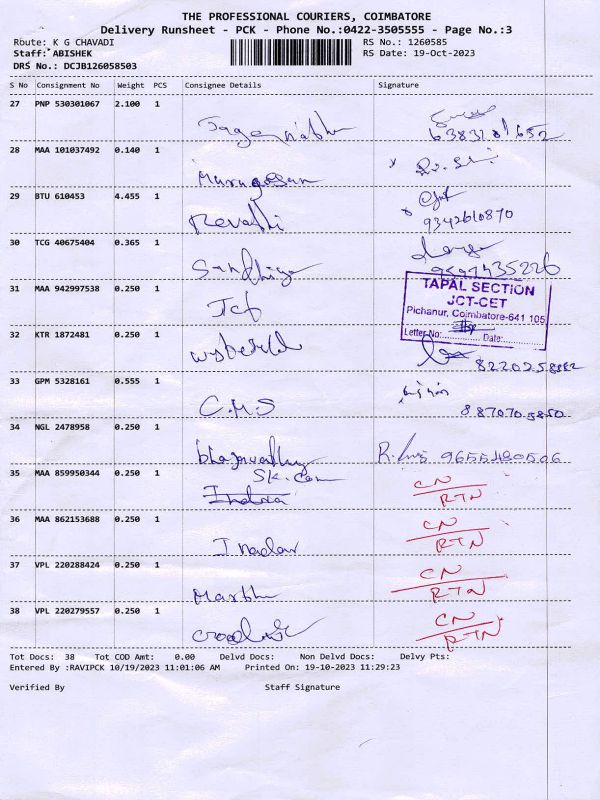 THE PROFESSIONAL COURIERS, COIMBATORE
Delivery Runsheet - PCK - Phone No.:0422-3505555 - Page No.:3
Route: K G CHAVADI RS No.: 1260585
Staff: ABISHEK RS Date: 19-Oct-2023
DRS No.: DCJB126058503
S No Consignment No Weight PCS Consignee Details Signature
27 PNP 530301067 2.100 1
28 MAA 101037492 0.140 1
Murugesan
29 BTU 610453 4.455 1
Revathi 9342610870
30 TCG 40675404 0.365 1
Sandhiya
31 MAA 942997538 0.250 1
TAPAL SECTION
JCT-CET
Pichanur, Coimbatore-641 105
Letter No: Date:
32 KTR 1872481 0.250 1
33 GPM 5328161 0.555 1
C.M.S 8870705850
34 NGL 2478958 0.250 1
9655480506
35 MAA 859950344 0.250 1
SK. Com
Indra
CN
RTN
36 MAA 862153688 0.250 1
CN
RTN
37 VPL 220288424 0.250 1
CN
RTN
38 VPL 220279557 0.250 1
CN
RTN
Tot Docs: 38 Tot COD Amt: 0.00 Delvd Docs: Non Delvd Docs: Delvy Pts:
Entered By :RAVIPCK 10/19/2023 11:01:06 AM Printed On: 19-10-2023 11:29:23
Verified By Staff Signature